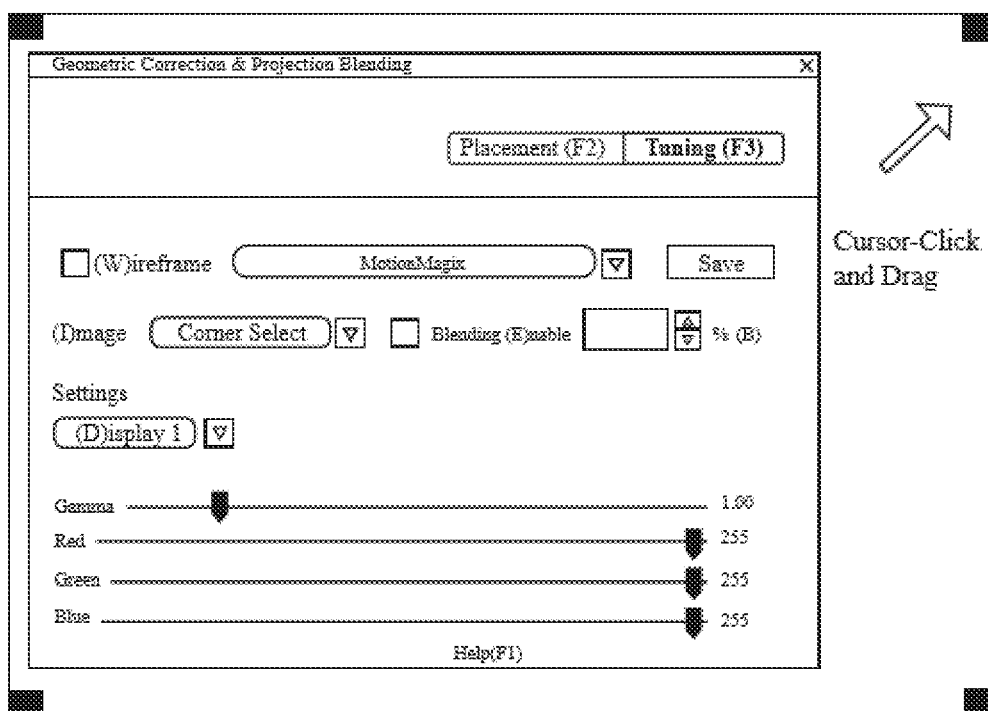 Geometric Correction & Projection Blending X
Placement (F2) Tuning (F3)
Cursor-Click
and Drag
(W)ireframe MotionMagix Save
(I)mage Corner Select Blending (E)nable % (B)
Settings
(D)isplay 1
Gamma 1.00
Red 255
Green 255
Blue 255
Help(F1)